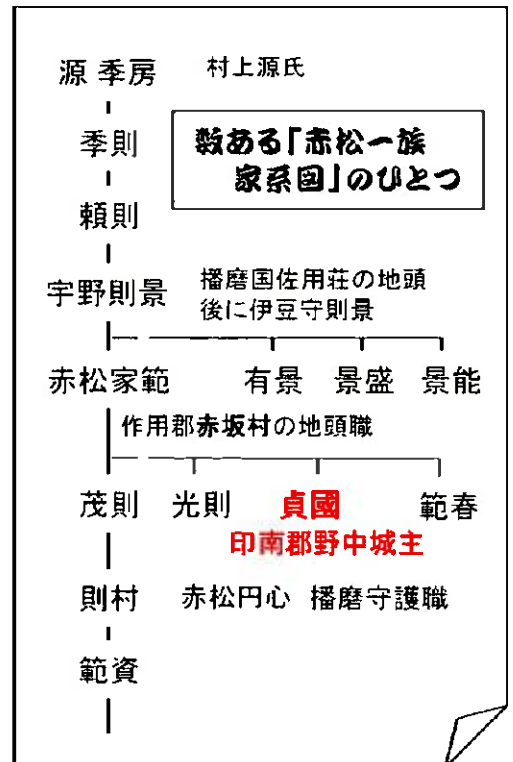 源 季房 村上源氏
季則
数ある「赤松一族
家系図」のひとつ
頼則
宇野則景
播磨国佐用荘の地頭
後に伊豆守則景
赤松家範 有景 景盛 景能
作用郡赤坂村の地頭職
茂則 光則 貞國 範春
印南郡野中城主
則村 赤松円心 播磨守護職
範資